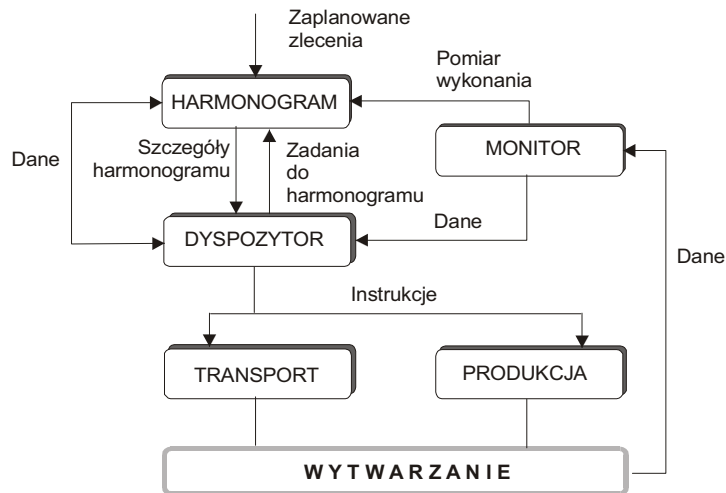 Zaplanowane
zlecenia
Pomiar
wykonania
HARMONOGRAM
MONITOR
Dane
Szczegóły
harmonogramu
Zadania
do
harmonogramu
DYSPOZYTOR
Dane
Dane
Instrukcje
TRANSPORT
PRODUKCJA
WYTWARZANIE